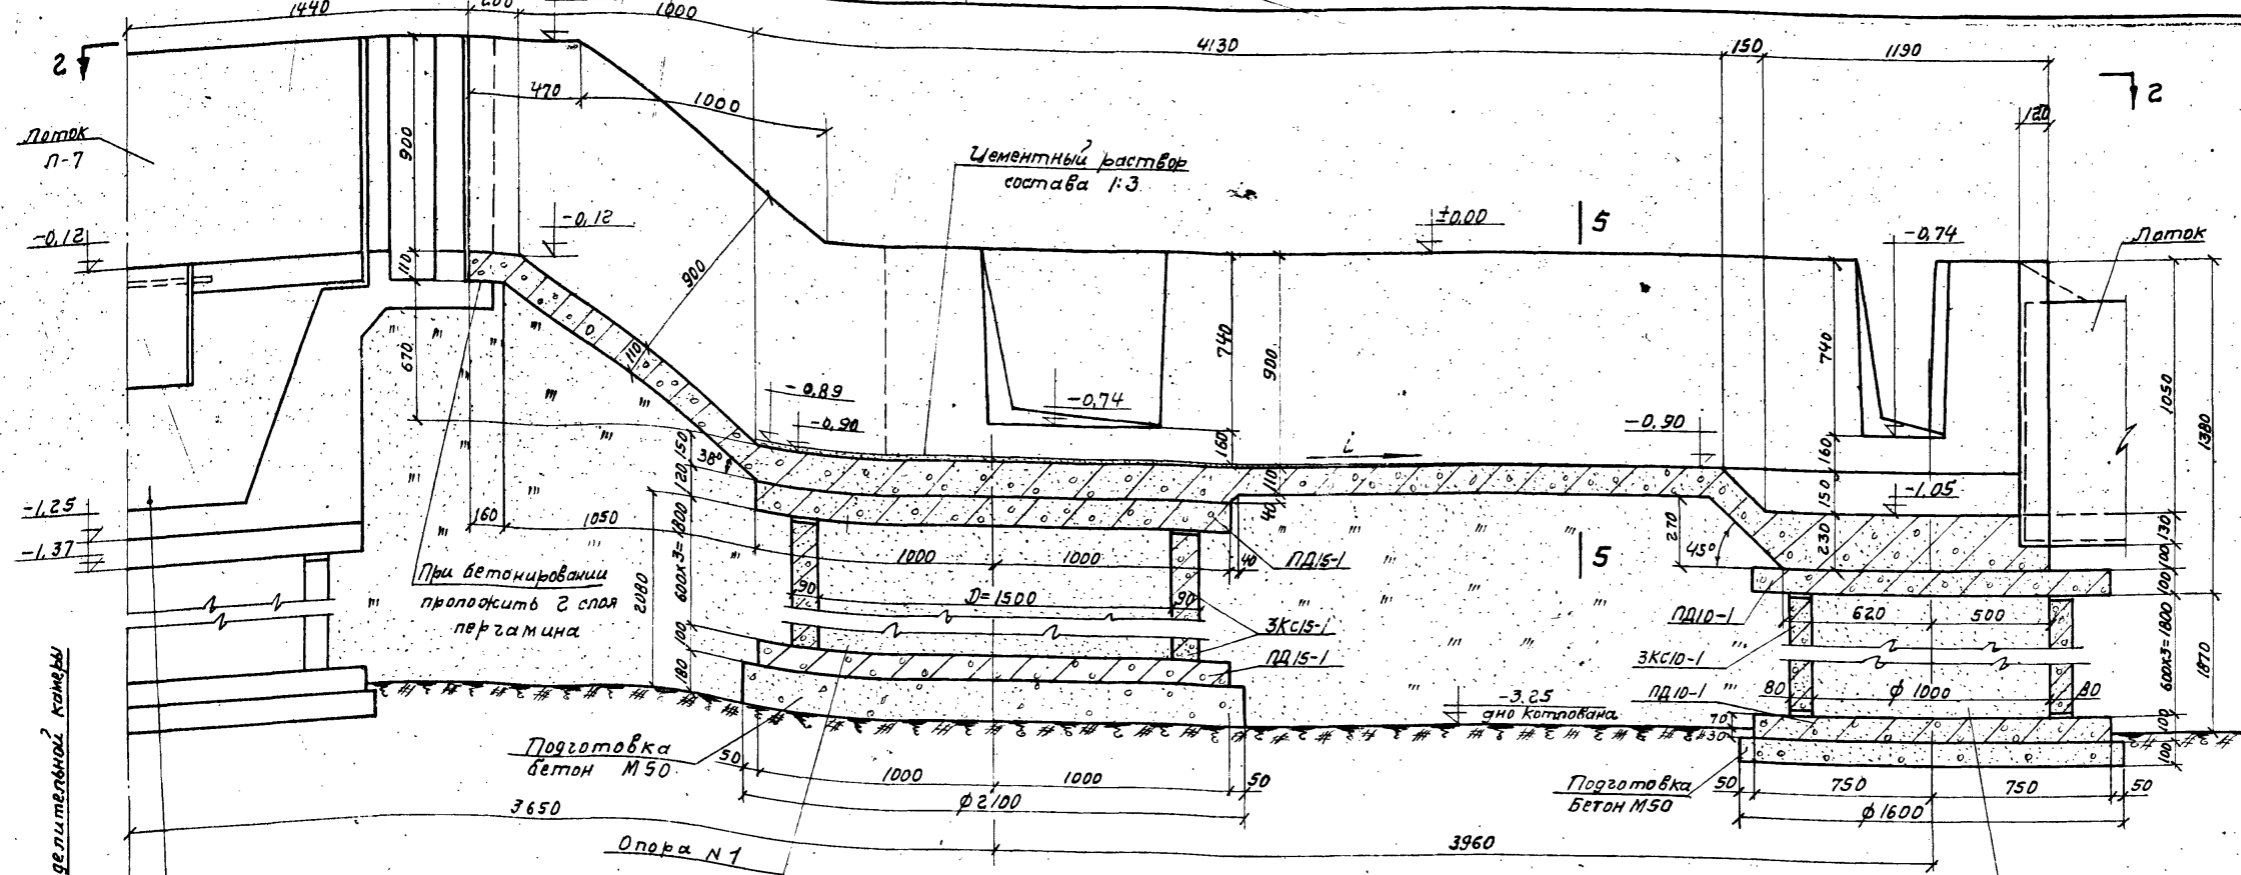 1440
200
1000
4130
150
1190
2
2
470
1000
120
900
Лоток
Л-7
Цементный раствор
состава 1:3
-0,12
-0,12
±0,00
5
-0,74
Лоток
110
900
670
110
740
900
740
1050
1380
-0,89
-0,90
-0,74
-0,90
160
160
38°
150
120
i
110
40
150
-1,05
-1,25
-1,37
160
1050
1000
1000
40
ПД15-1
270
45°
5
230
130
100
100
При бетонировании
проложить 2 слоя
пергамина
2080
600х3=1800
90
D=1500
90
3КС15-1
ПД15-1
100
180
ПД10-1
620
500
3КС10-1
ПД10-1
80
ф1000
80
600х3=1800
1870
-3.25
дно котлована
70
30
100
100
Подготовка
бетон М50
50
1000
1000
50
ф2100
Подготовка
бетон М50
50
750
750
50
ф1600
3650
3960
Опора N1
делительной камеры